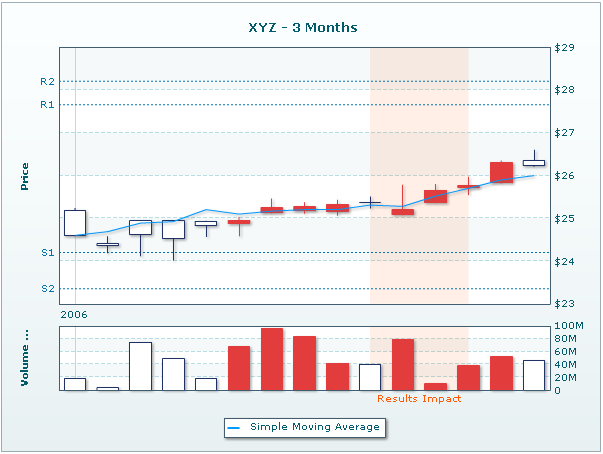 XYZ – 3 Months
$29
R2
$28
R1
$27
Price
$26
$25
S1
$24
S2
$23
2006
Volume ...
100M
80M
60M
40M
20M
0
Results Impact
Simple Moving Average